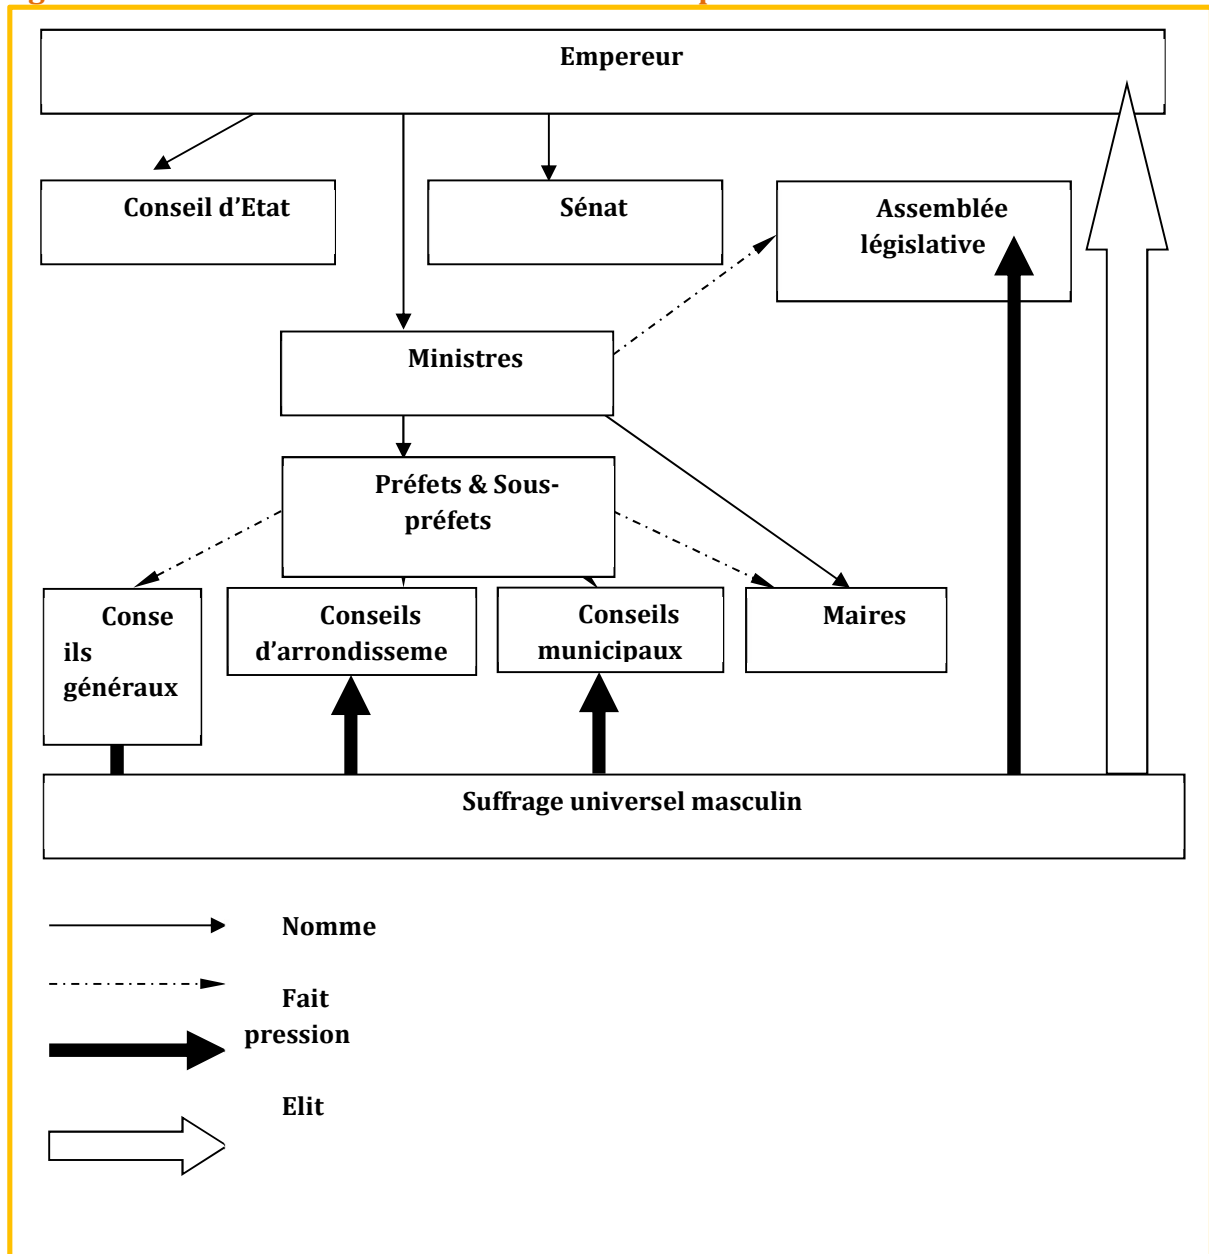 Empereur
Conseil d'Etat
Sénat
Assemblée
législative
Ministres
Préfets & Sous-
préfets
Conse
ils
généraux
Conseils
d'arrondisseme
Conseils
municipaux
Maires
Suffrage universel masculin
Nomme
Fait
pression
Elit